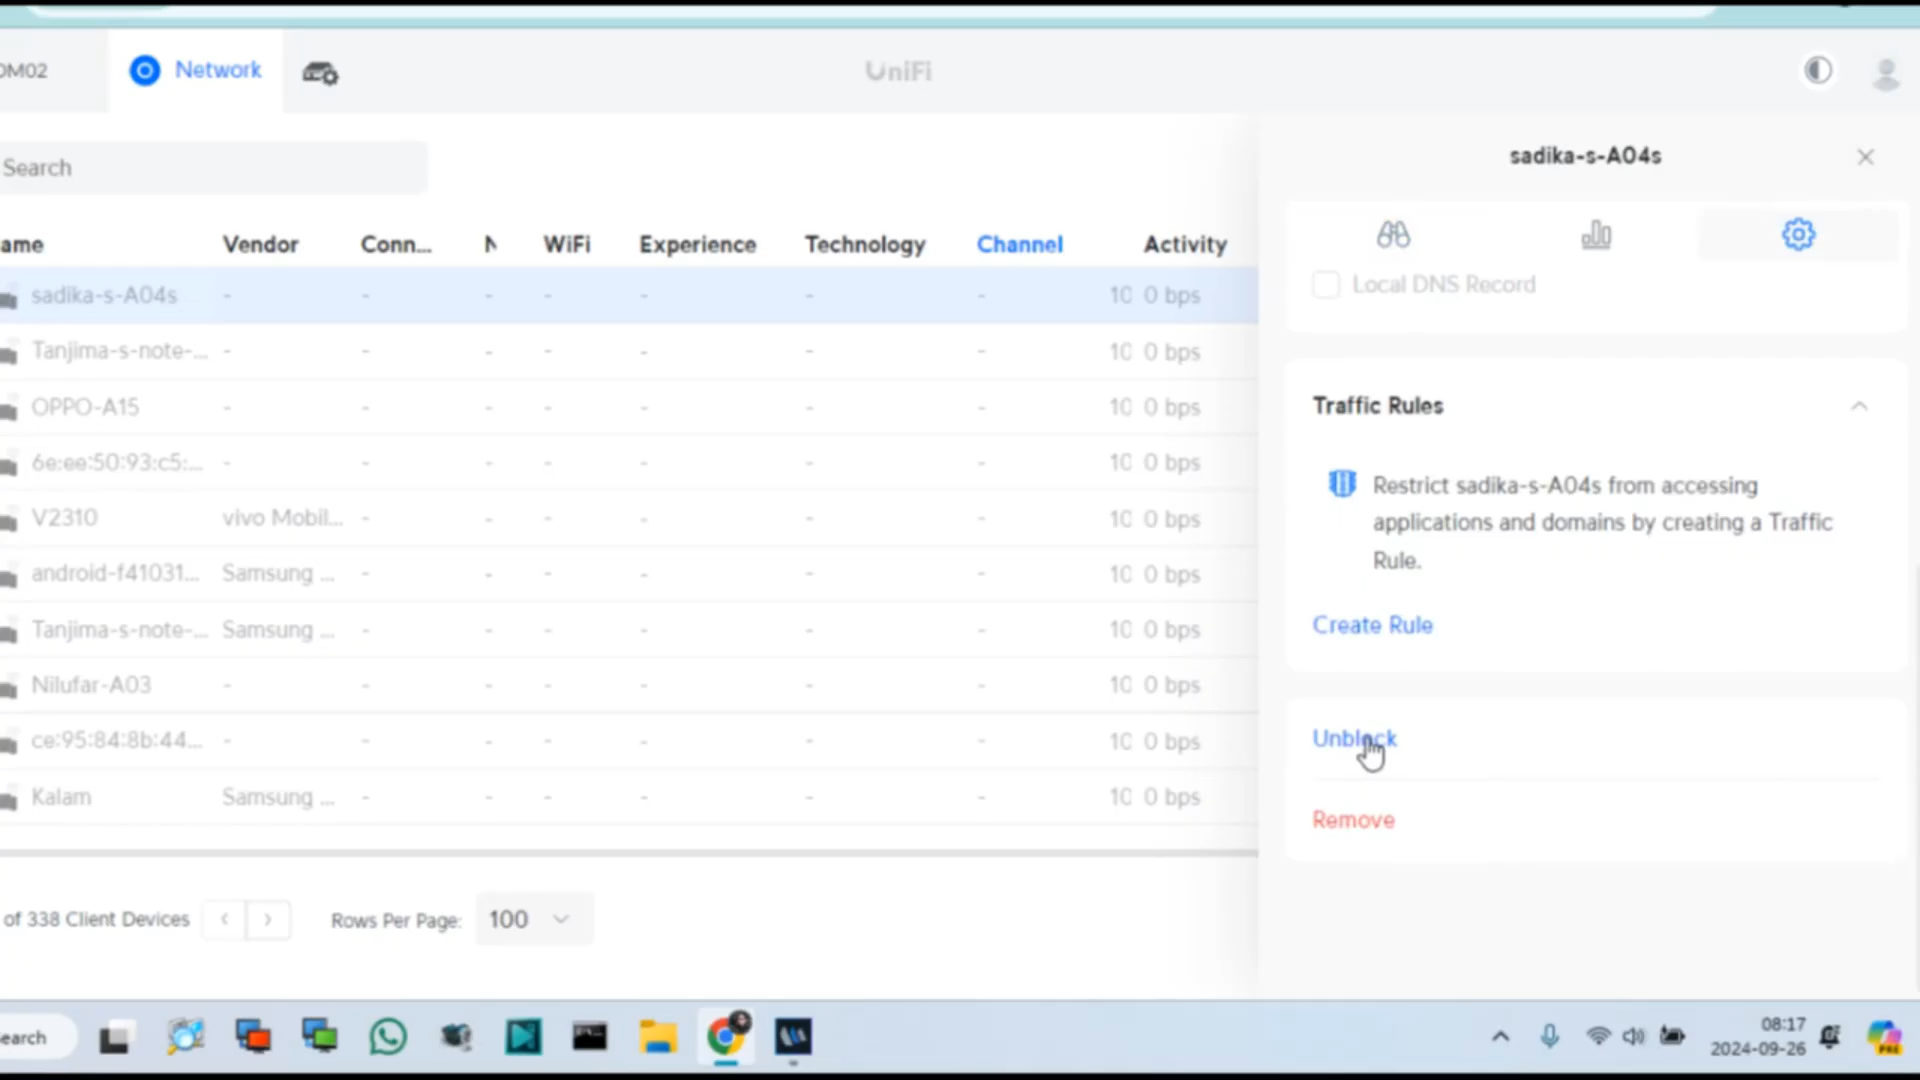 DM02
Network
UniFi
Search
sadika-s-A04s
ame Vendor Conn... N WiFi Experience Technology Channel Activity
sadika-s-A04s - - - - - - - 10 0 bps
Tanjima-s-note-... - - - - - - - 10 0 bps
OPPO-A15 - - - - - - - 10 0 bps
6e:ee:50:93:c5:... - - - - - - - 10 0 bps
V2310 vivo Mobil... - - - - - - 10 0 bps
android-f41031... Samsung ... - - - - - - 10 0 bps
Tanjima-s-note-... Samsung ... - - - - - - 10 0 bps
Nilufar-A03 - - - - - - - 10 0 bps
ce:95:84:8b:44... - - - - - - - 10 0 bps
Kalam Samsung ... - - - - - - 10 0 bps
of 338 Client Devices
Rows Per Page: 100
Local DNS Record
Traffic Rules
Restrict sadika-s-A04s from accessing
applications and domains by creating a Traffic
Rule.
Create Rule
Unblock
Remove
earch
08:17
2024-09-26
PRE